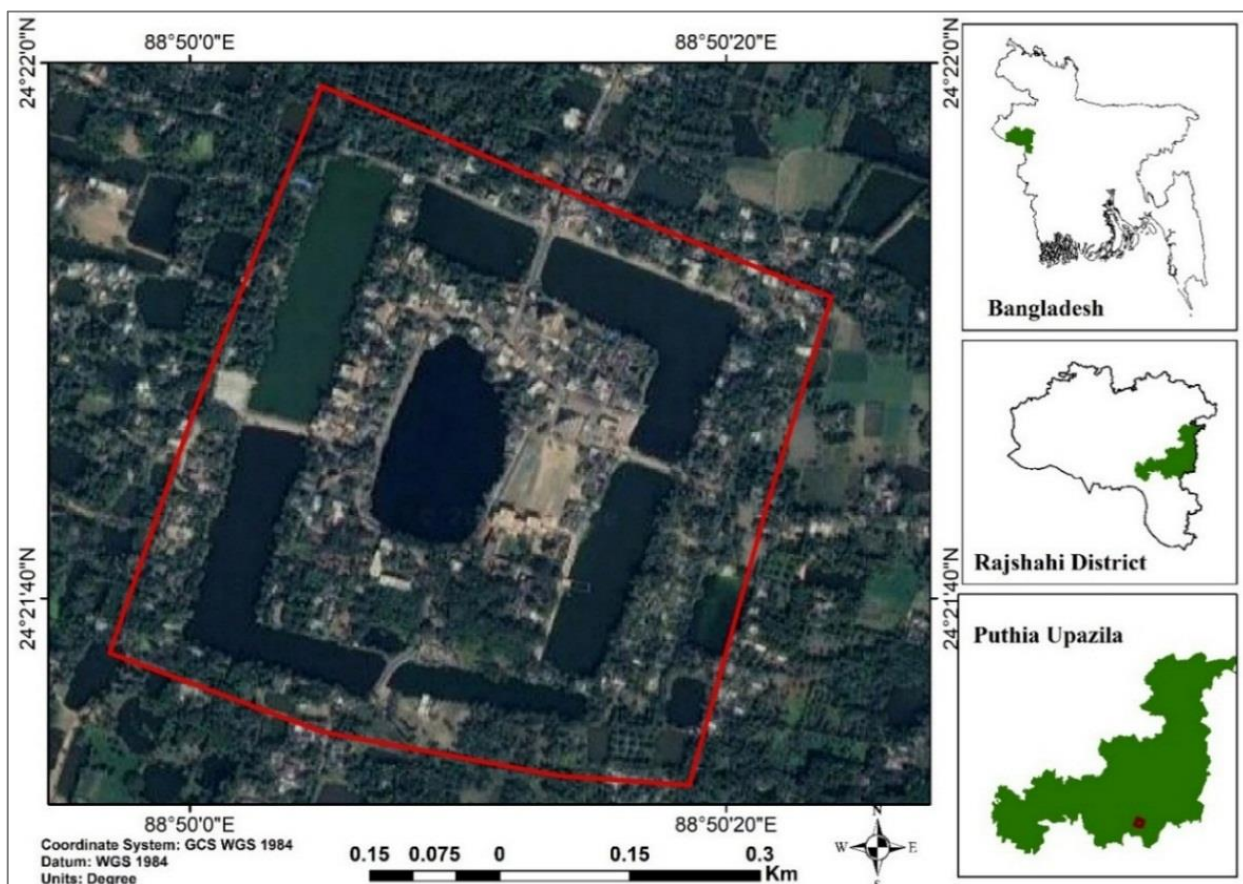 88°50'0"E
88°50'20"E
24°22'0"N
24°22'0"N
24°21'40"N
24°21'40"N
88°50'0"E
88°50'20"E
Coordinate System: GCS WGS 1984
Datum: WGS 1984
Units: Degree
0.15 0.075 0 0.15 0.3
Km
N
W E
S
Bangladesh
Rajshahi District
Puthia Upazila